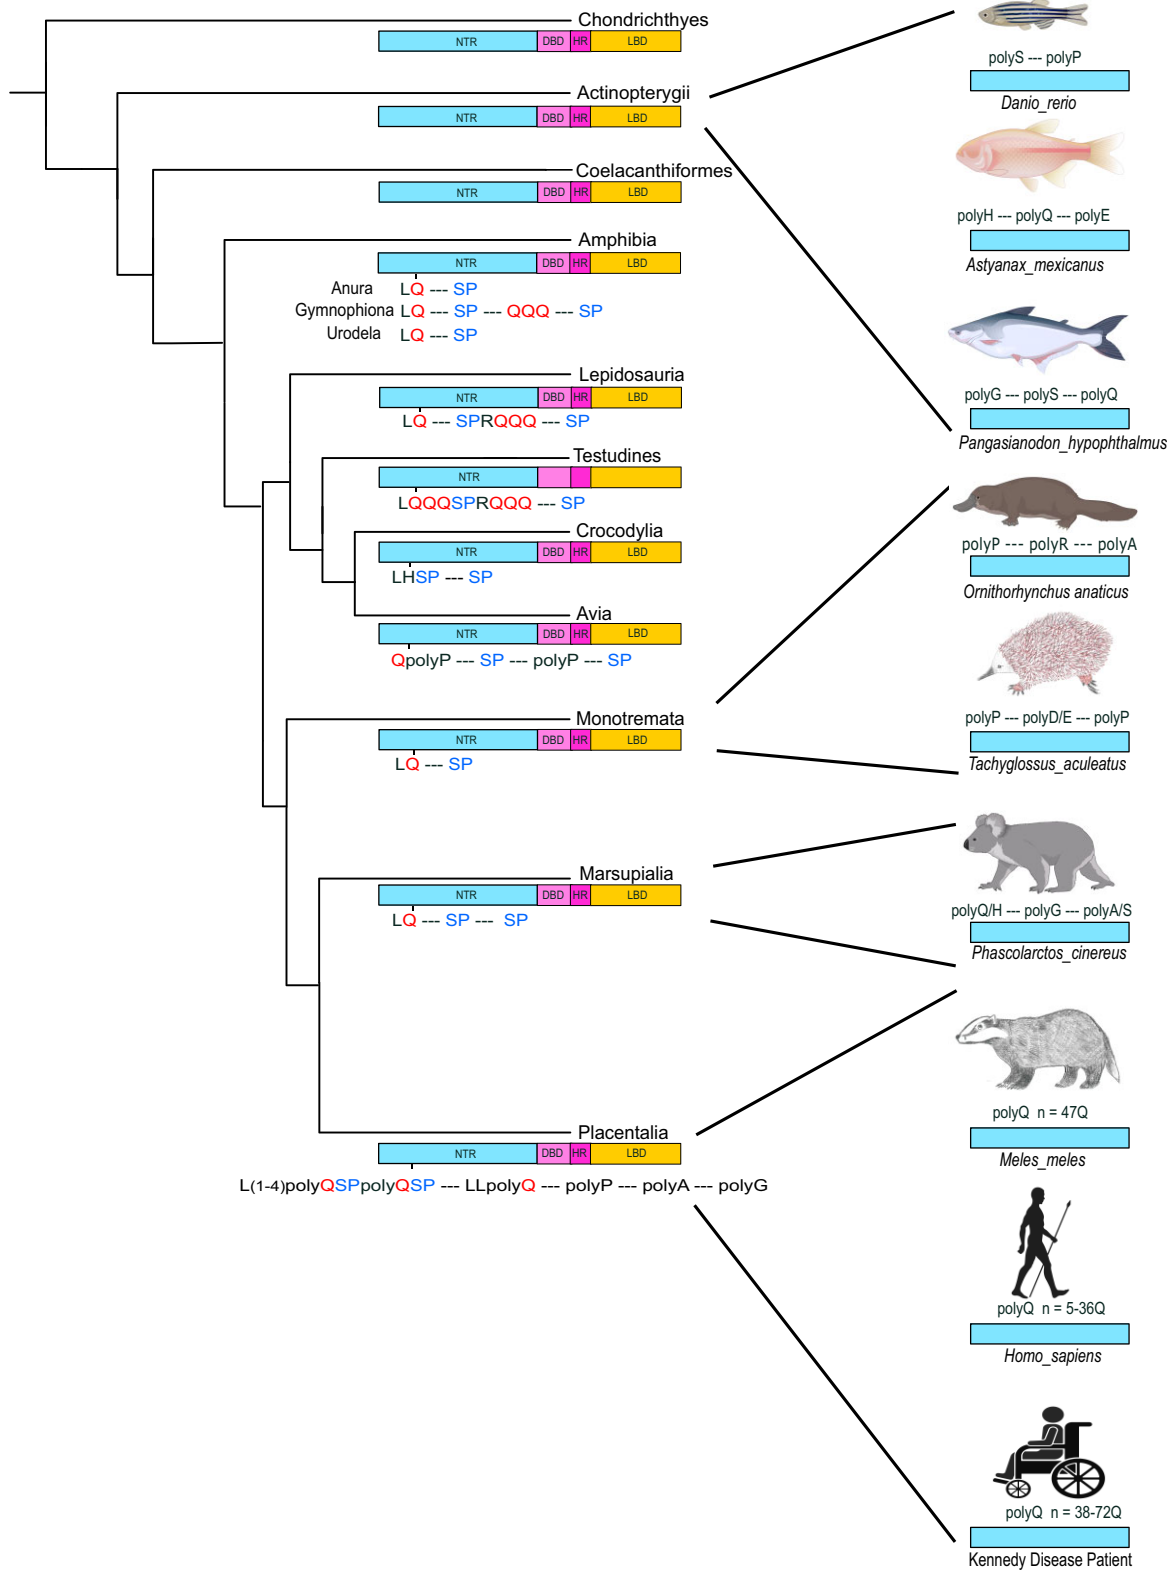 Chondrichthyes
NTR DBD HR LBD
Actinopterygii
NTR DBD HR LBD
Coelacanthiformes
NTR DBD HR LBD
Amphibia
NTR DBD HR LBD
Anura LQ --- SP
Gymnophiona LQ --- SP --- QQQ --- SP
Urodela LQ --- SP
Lepidosauria
NTR DBD HR LBD
LQ --- SPRQQQ --- SP
Testudines
NTR
LQQQSPRQQQ --- SP
Crocodylia
NTR DBD HR LBD
LHSP --- SP
Avia
NTR DBD HR LBD
QpolyP --- SP --- polyP --- SP
Monotremata
NTR DBD HR LBD
LQ --- SP
Marsupialia
NTR DBD HR LBD
LQ --- SP --- SP
Placentalia
NTR DBD HR LBD
L(1-4)polyQSPpolyQSP --- LLpolyQ --- polyP --- polyA --- polyG
polyS --- polyP
Danio_rerio
polyH --- polyQ --- polyE
Astyanax_mexicanus
polyG --- polyS --- polyQ
Pangasianodon_hypophthalmus
polyP --- polyR --- polyA
Ornithorhynchus anaticus
polyP --- polyD/E --- polyP
Tachyglossus_aculeatus
polyQ/H --- polyG --- polyA/S
Phascolarctos_cinereus
polyQ n = 47Q
Meles_meles
polyQ n = 5-36Q
Homo_sapiens
polyQ n = 38-72Q
Kennedy Disease Patient